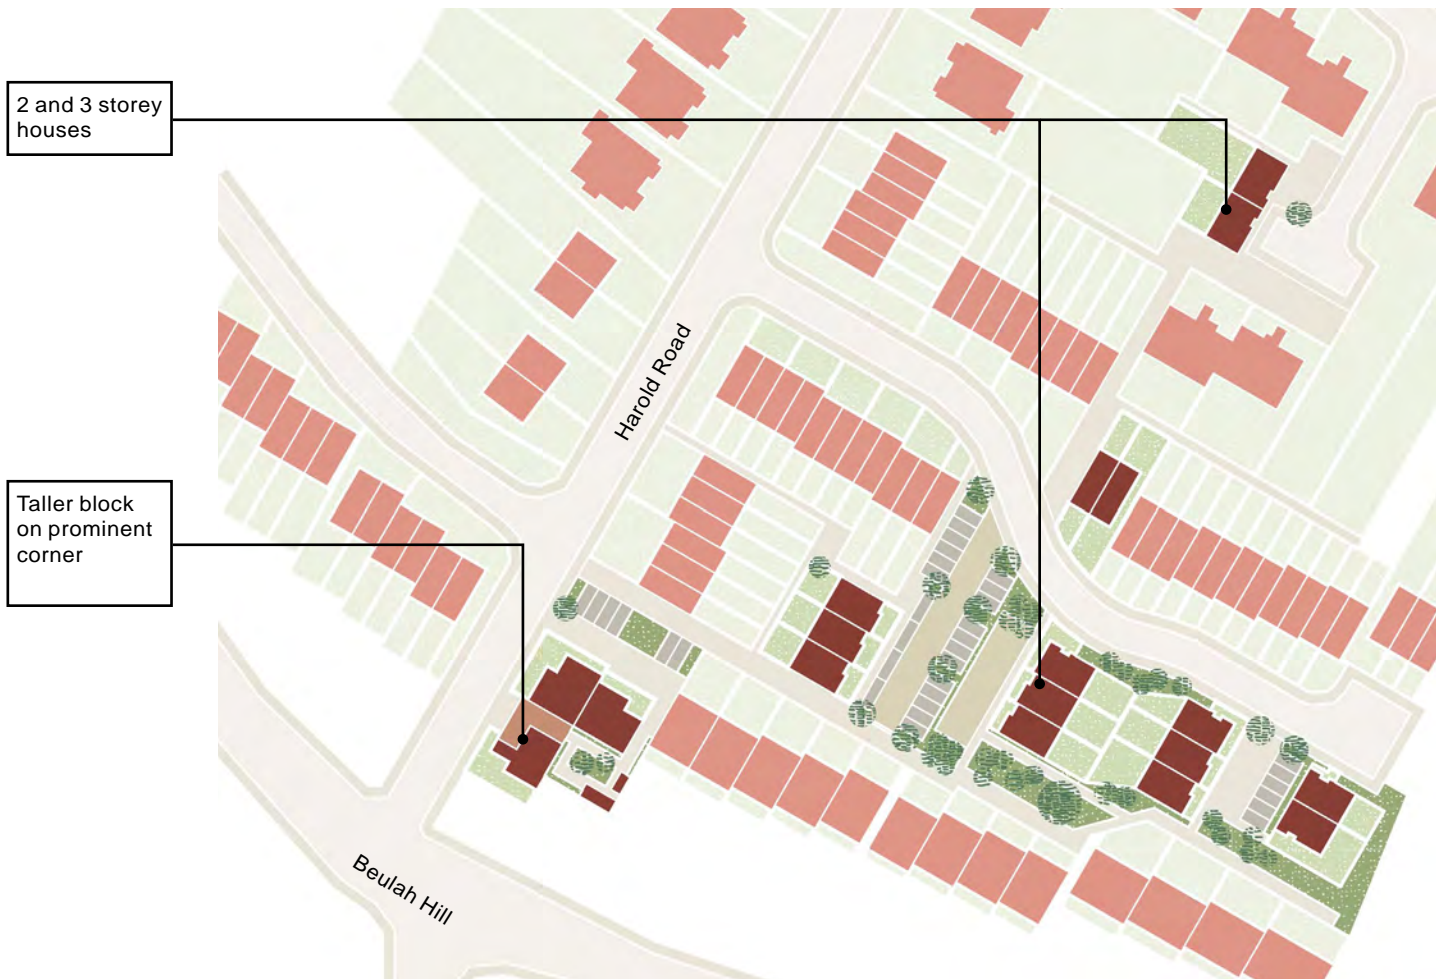 2 and 3 storey
houses
Harold Road
Taller block
on prominent
corner
Beulah Hill